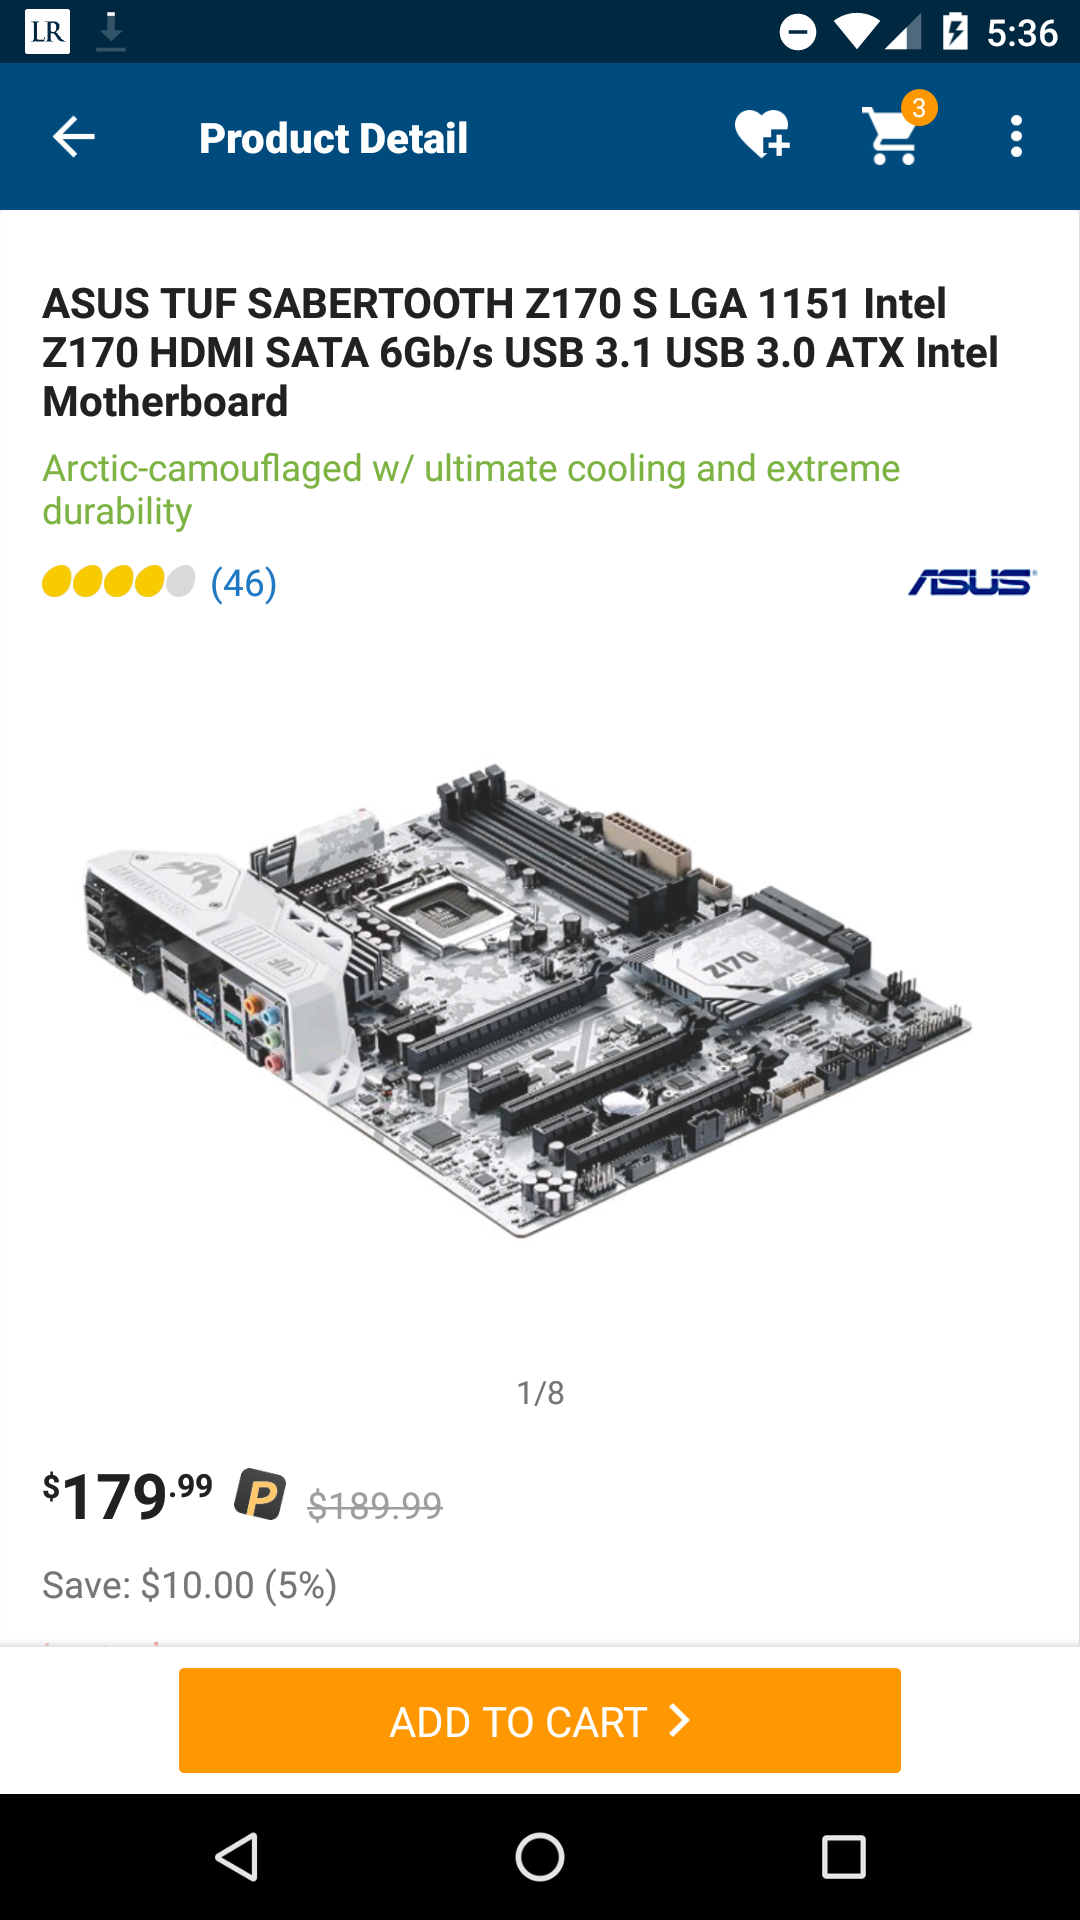 LR 5:36
Product Detail 3
ASUS TUF SABERTOOTH Z170 S LGA 1151 Intel
Z170 HDMI SATA 6Gb/s USB 3.1 USB 3.0 ATX Intel
Motherboard
Arctic-camouflaged w/ ultimate cooling and extreme
durability
(46) ASUS
Z170
ASUS
TUF
1/8
$179.99 P $189.99
Save: $10.00 (5%)
ADD TO CART